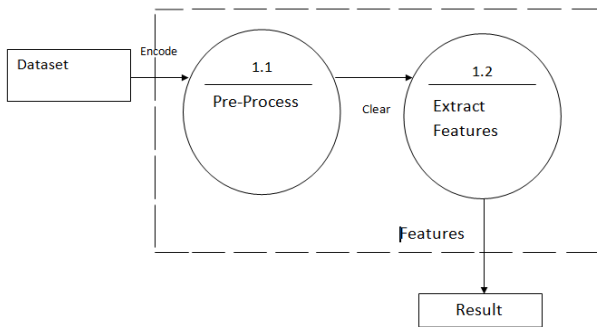 Encode
Dataset
1.1
Pre-Process
1.2
Extract
Features
Clear
Features
Result